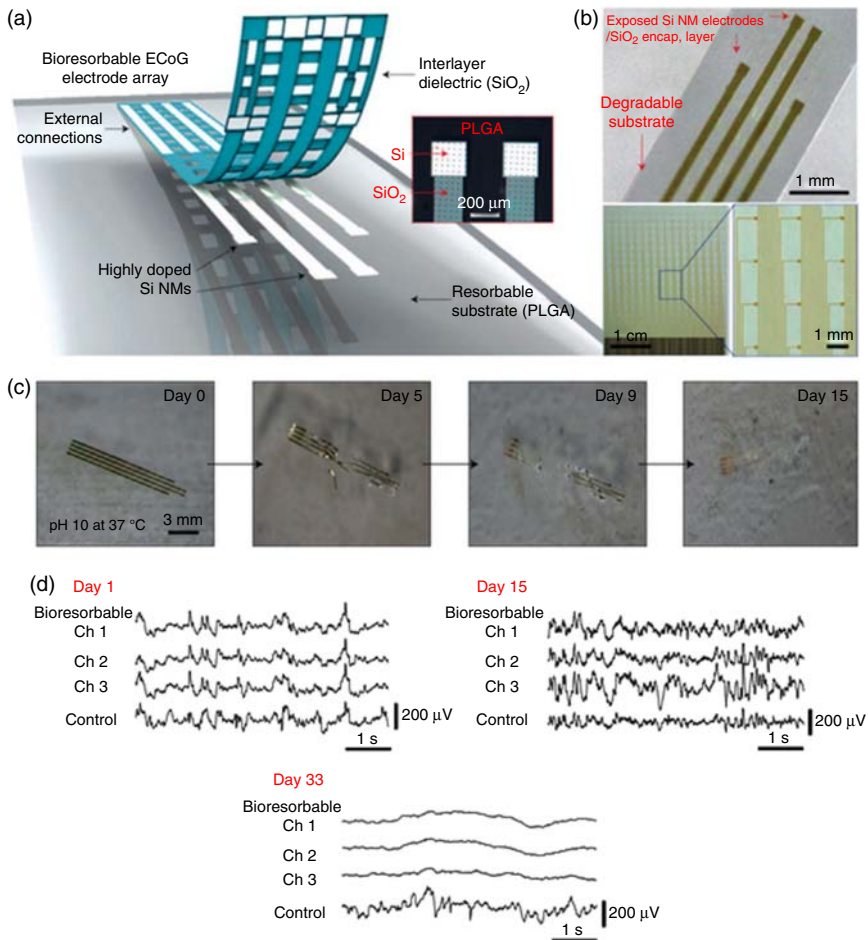 (a)
Bioresorbable ECoG
electrode array
External
connections
Interlayer
dielectric (SiO2)
PLGA
Si
SiO2
200 μm
Highly doped
Si NMs
Resorbable
substrate (PLGA)
(b)
Exposed Si NM electrodes
/SiO2 encap, layer
Degradable
substrate
1 mm
1 cm
1 mm
(c)
Day 0
pH 10 at 37 °C
3 mm
Day 5
Day 9
Day 15
(d)
Day 1
Bioresorbable
Ch 1
Ch 2
Ch 3
Control
200 μV
1 s
Day 15
Bioresorbable
Ch 1
Ch 2
Ch 3
Control
200 μV
1 s
Day 33
Bioresorbable
Ch 1
Ch 2
Ch 3
Control
200 μV
1 s